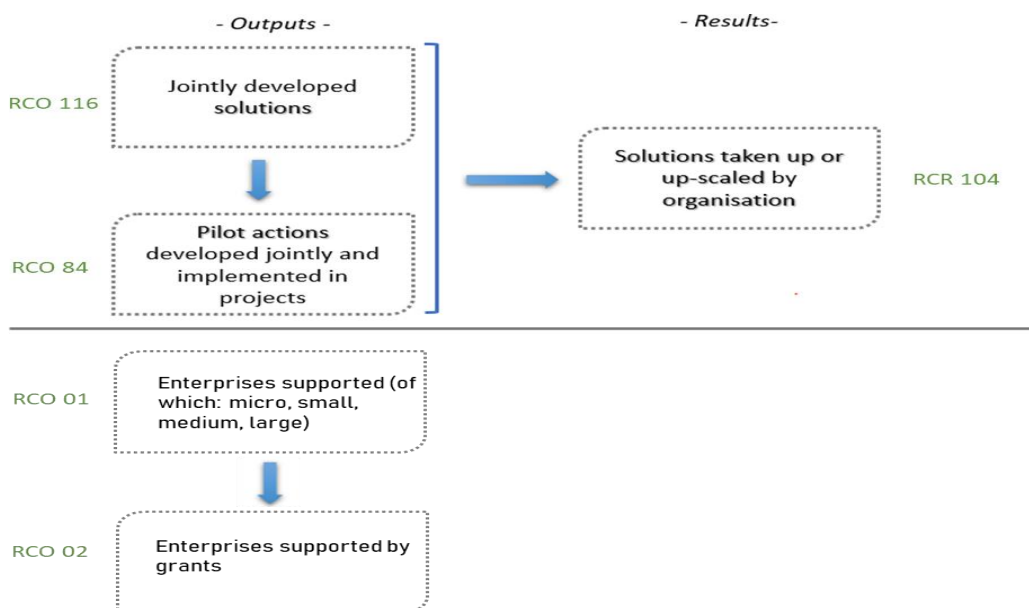 - Outputs -
- Results-
RCO 116
Jointly developed
solutions
Solutions taken up or
up-scaled by
organisation
RCR 104
RCO 84
Pilot actions
developed jointly and
implemented in
projects
RCO 01
Enterprises supported (of
which: micro, small,
medium, large)
RCO 02
Enterprises supported by
grants